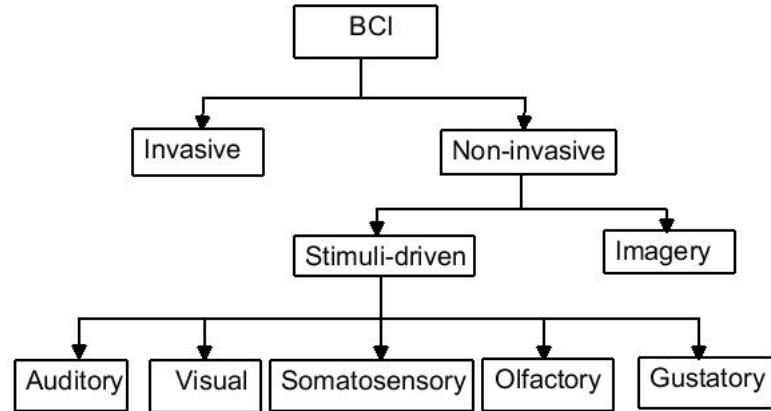 BCI
Invasive
Non-invasive
Stimuli-driven
Imagery
Auditory
Visual
Somatosensory
Olfactory
Gustatory